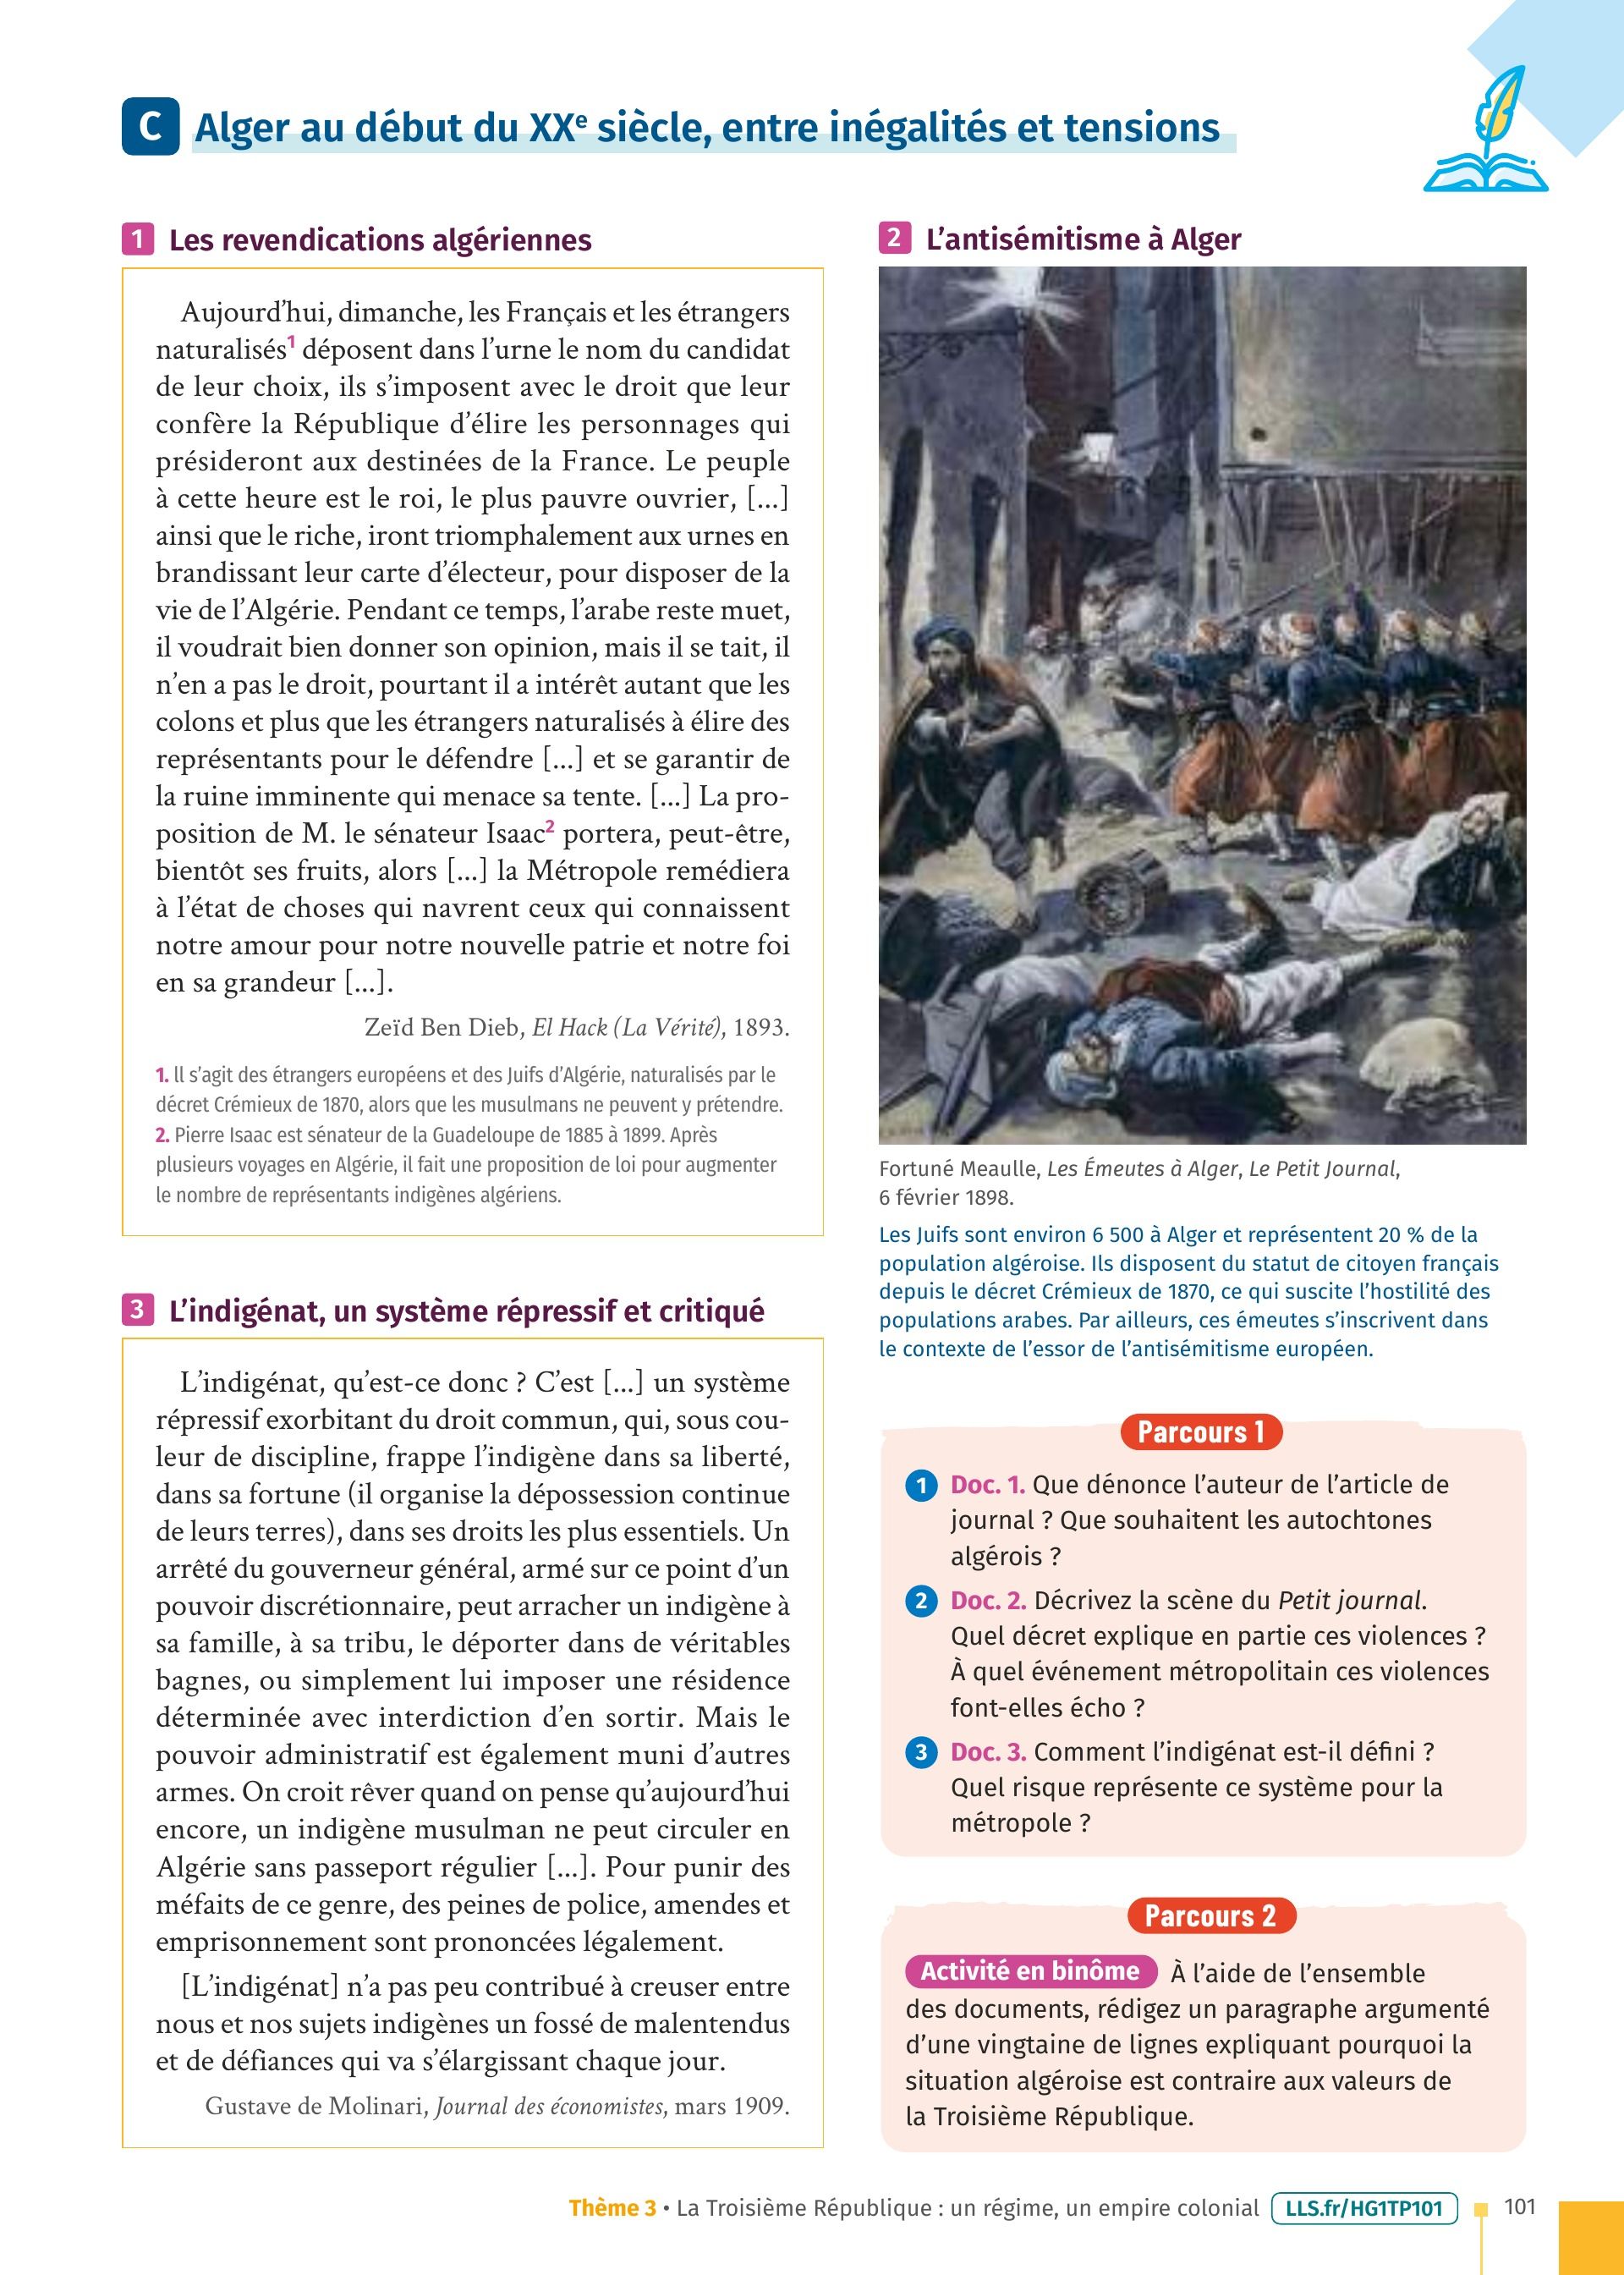 C Alger au début du XXe siècle, entre inégalités et tensions
1 Les revendications algériennes
Aujourd’hui, dimanche, les Français et les étrangers
naturalisés1 déposent dans l’urne le nom du candidat
de leur choix, ils s’imposent avec le droit que leur
confère la République d’élire les personnages qui
présideront aux destinées de la France. Le peuple
à cette heure est le roi, le plus pauvre ouvrier, [...]
ainsi que le riche, iront triomphalement aux urnes en
brandissant leur carte d’électeur, pour disposer de la
vie de l’Algérie. Pendant ce temps, l’arabe reste muet,
il voudrait bien donner son opinion, mais il se tait, il
n’en a pas le droit, pourtant il a intérêt autant que les
colons et plus que les étrangers naturalisés à élire des
représentants pour le défendre [...] et se garantir de
la ruine imminente qui menace sa tente. [...] La pro-
position de M. le sénateur Isaac2 portera, peut-être,
bientôt ses fruits, alors [...] la Métropole remédiera
à l’état de choses qui navrent ceux qui connaissent
notre amour pour notre nouvelle patrie et notre foi
en sa grandeur [...].
Zeïd Ben Dieb, El Hack (La Vérité), 1893.
1. Il s’agit des étrangers européens et des Juifs d’Algérie, naturalisés par le
décret Crémieux de 1870, alors que les musulmans ne peuvent y prétendre.
2. Pierre Isaac est sénateur de la Guadeloupe de 1885 à 1899. Après
plusieurs voyages en Algérie, il fait une proposition de loi pour augmenter
le nombre de représentants indigènes algériens.
3 L’indigénat, un système répressif et critiqué
L’indigénat, qu’est-ce donc ? C’est [...] un système
répressif exorbitant du droit commun, qui, sous cou-
leur de discipline, frappe l’indigène dans sa liberté,
dans sa fortune (il organise la dépossession continue
de leurs terres), dans ses droits les plus essentiels. Un
arrêté du gouverneur général, armé sur ce point d’un
pouvoir discrétionnaire, peut arracher un indigène à
sa famille, à sa tribu, le déporter dans de véritables
bagnes, ou simplement lui imposer une résidence
déterminée avec interdiction d’en sortir. Mais le
pouvoir administratif est également muni d’autres
armes. On croit rêver quand on pense qu’aujourd’hui
encore, un indigène musulman ne peut circuler en
Algérie sans passeport régulier [...]. Pour punir des
méfaits de ce genre, des peines de police, amendes et
emprisonnement sont prononcées légalement.
[L’indigénat] n’a pas peu contribué à creuser entre
nous et nos sujets indigènes un fossé de malentendus
et de défiances qui va s’élargissant chaque jour.
Gustave de Molinari, Journal des économistes, mars 1909.
2 L’antisémitisme à Alger
Fortuné Meaulle, Les Émeutes à Alger, Le Petit Journal,
6 février 1898.
Les Juifs sont environ 6 500 à Alger et représentent 20 % de la
population algéroise. Ils disposent du statut de citoyen français
depuis le décret Crémieux de 1870, ce qui suscite l’hostilité des
populations arabes. Par ailleurs, ces émeutes s’inscrivent dans
le contexte de l’essor de l’antisémitisme européen.
Parcours 1
1 Doc. 1. Que dénonce l’auteur de l’article de
journal ? Que souhaitent les autochtones
algérois ?
2 Doc. 2. Décrivez la scène du Petit journal.
Quel décret explique en partie ces violences ?
À quel événement métropolitain ces violences
font-elles écho ?
3 Doc. 3. Comment l’indigénat est-il défini ?
Quel risque représente ce système pour la
métropole ?
Parcours 2
Activité en binôme À l’aide de l’ensemble
des documents, rédigez un paragraphe argumenté
d’une vingtaine de lignes expliquant pourquoi la
situation algéroise est contraire aux valeurs de
la Troisième République.
Thème 3 • La Troisième République : un régime, un empire colonial LLS.fr/HG1TP101 101